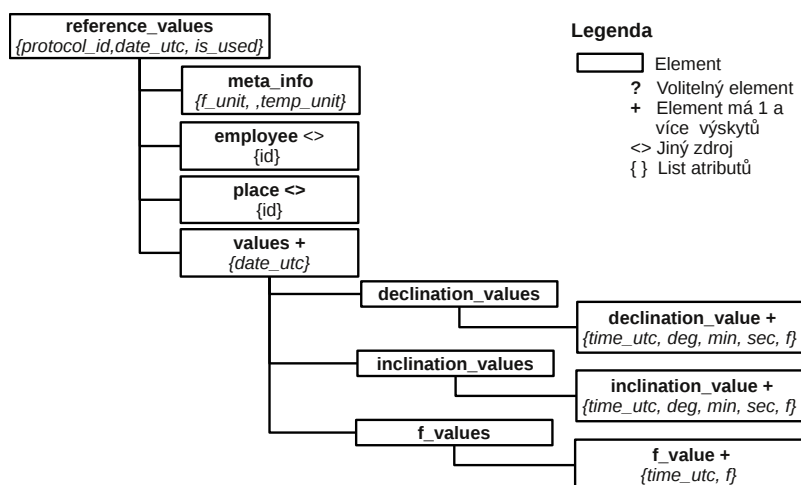 reference_values
{protocol_id,date_utc, is_used}
meta_info
{f_unit, ,temp_unit}
employee <>
{id}
place <>
{id}
values +
{date_utc}
declination_values
declination_value +
{time_utc, deg, min, sec, f}
inclination_values
inclination_value +
{time_utc, deg, min, sec, f}
f_values
f_value +
{time_utc, f}
Legenda
Element
? Volitelný element
+ Element má 1 a
více výskytů
<> Jiný zdroj
{ } List atributů